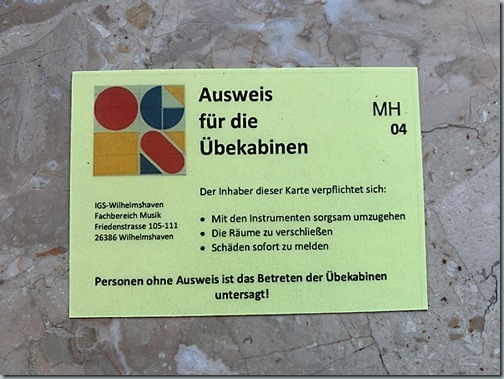 Ausweis
für die
Übekabinen
MH
04
IGS-Wilhelmshaven
Fachbereich Musik
Friedenstrasse 105-111
26386 Wilhelmshaven
Der Inhaber dieser Karte verpflichtet sich:
• Mit den Instrumenten sorgsam umzugehen
• Die Räume zu verschließen
• Schäden sofort zu melden
Personen ohne Ausweis ist das Betreten der Übekabinen
untersagt!